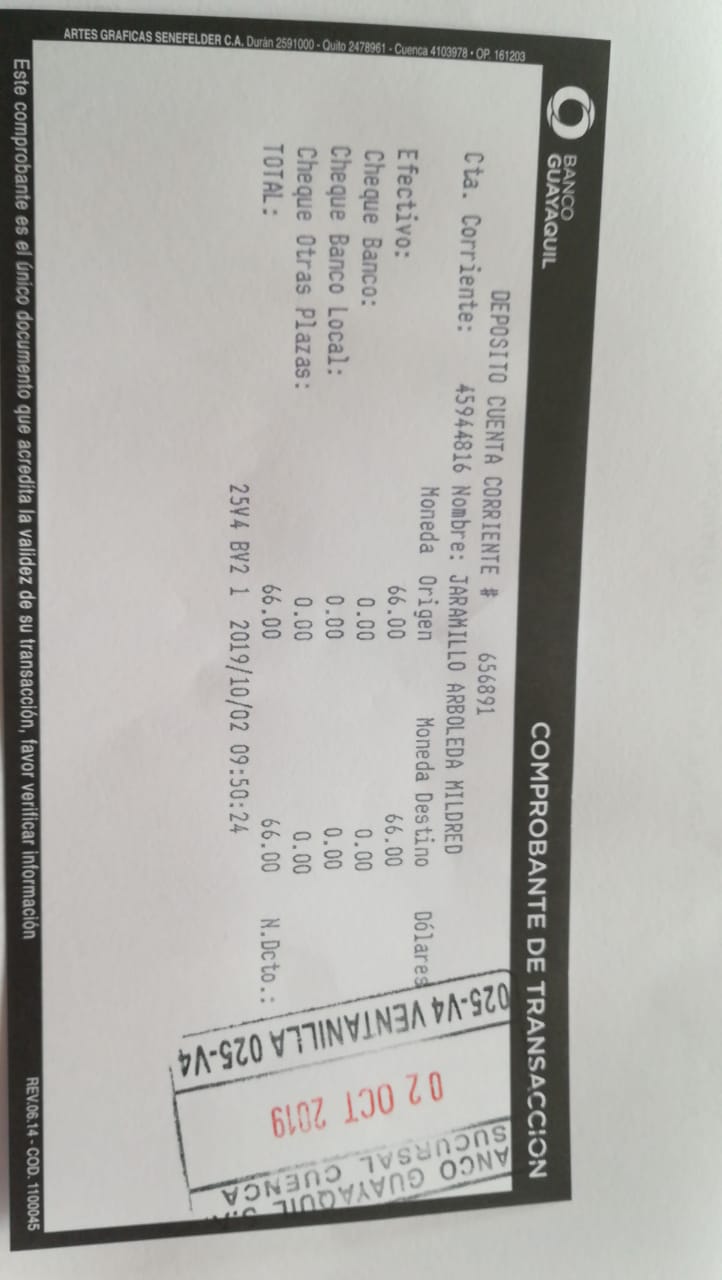 BANCO
GUAYAQUIL
COMPROBANTE DE TRANSACCION
DEPOSITO CUENTA CORRIENTE # 656891
Cta. Corriente: 45944816 Nombre: JARAMILLO ARBOLEDA MILDRED
Moneda Origen Moneda Destino Dólares
Efectivo: 66.00 66.00
Cheque Banco: 0.00 0.00
Cheque Banco Local: 0.00 0.00
Cheque Otras Plazas: 0.00 0.00
TOTAL: 66.00 66.00 N.Dcto.:
25V4 BV2 1 2019/10/02 09:50:24
ANCO GUAYAQUIL
SUCURSAL CUENCA
02 OCT 2019
025-V4 VENTANILLA 025-V4
ARTES GRAFICAS SENEFELDER C.A. Durán 2591000 - Quito 2478961 - Cuenca 4103978 • OP. 161203
Este comprobante es el único documento que acredita la validez de su transacción, favor verificar información
REV.06.14 - COD. 1100045